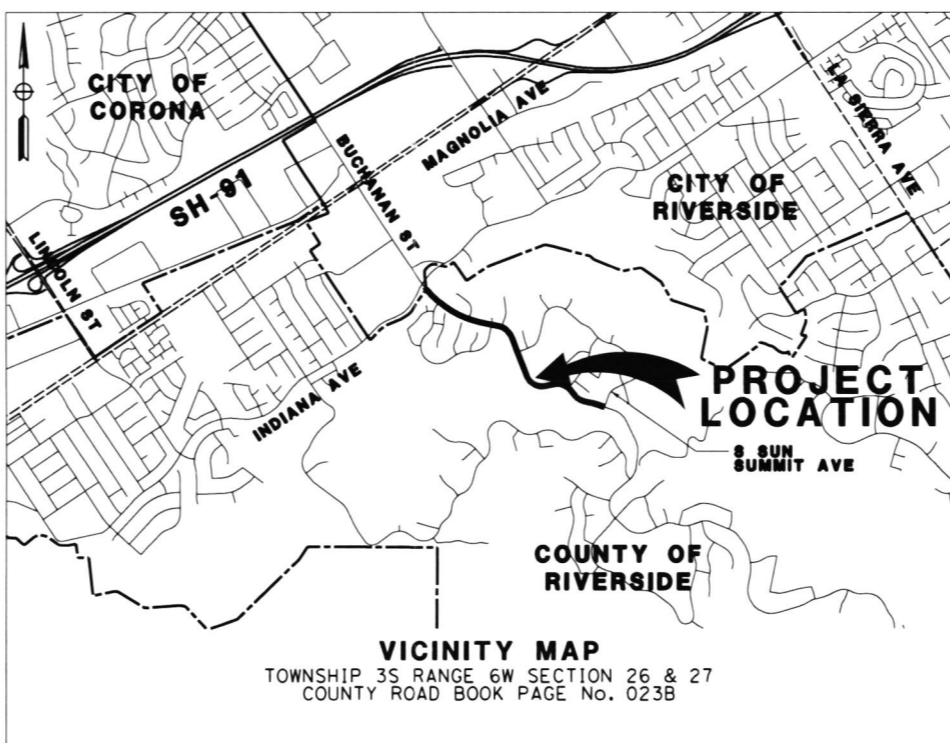 CITY OF
CORONA
SH-91
BUCHANAN ST
MAGNOLIA AVE
LA SIERRA AVE
CITY OF
RIVERSIDE
LINCOLN ST
INDIANA AVE
PROJECT
LOCATION
S SUN
SUMMIT AVE
COUNTY OF
RIVERSIDE
VICINITY MAP
TOWNSHIP 3S RANGE 6W SECTION 26 & 27
COUNTY ROAD BOOK PAGE No. 023B